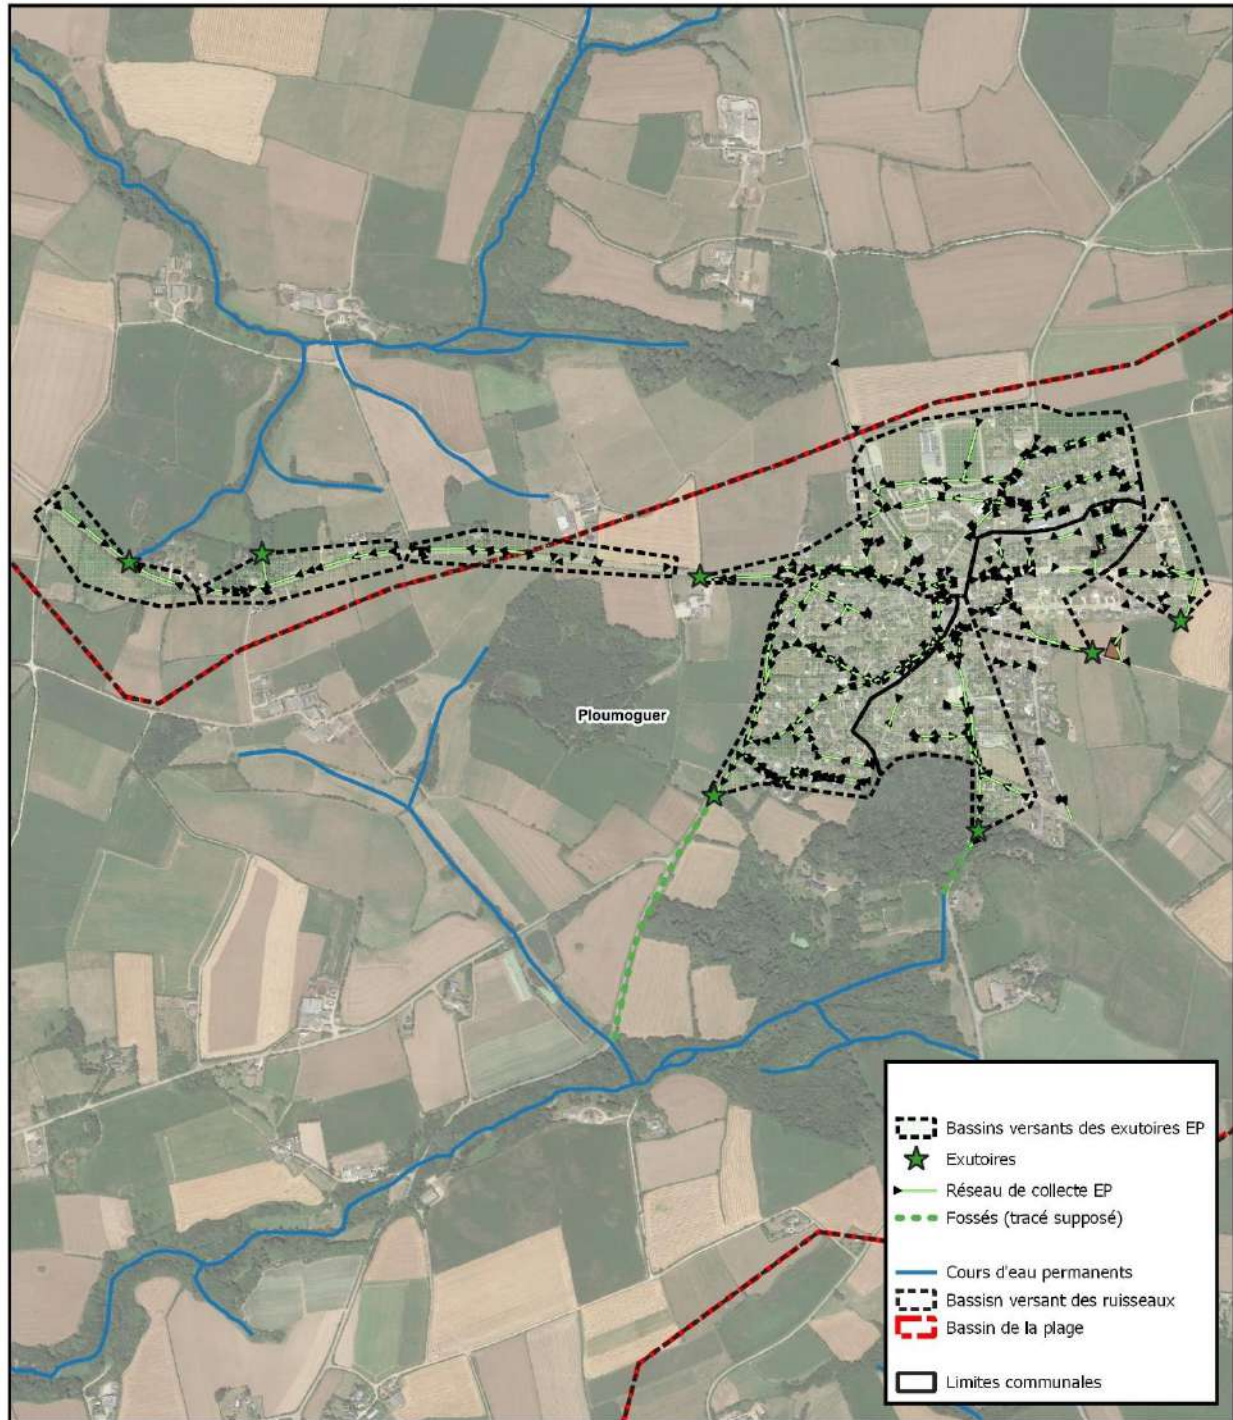 Ploumoguer
Bassins versants des exutoires EP
Exutoires
Réseau de collecte EP
Fossés (tracé supposé)
Cours d'eau permanents
Bassisn versant des ruisseaux
Bassin de la plage
Limites communales